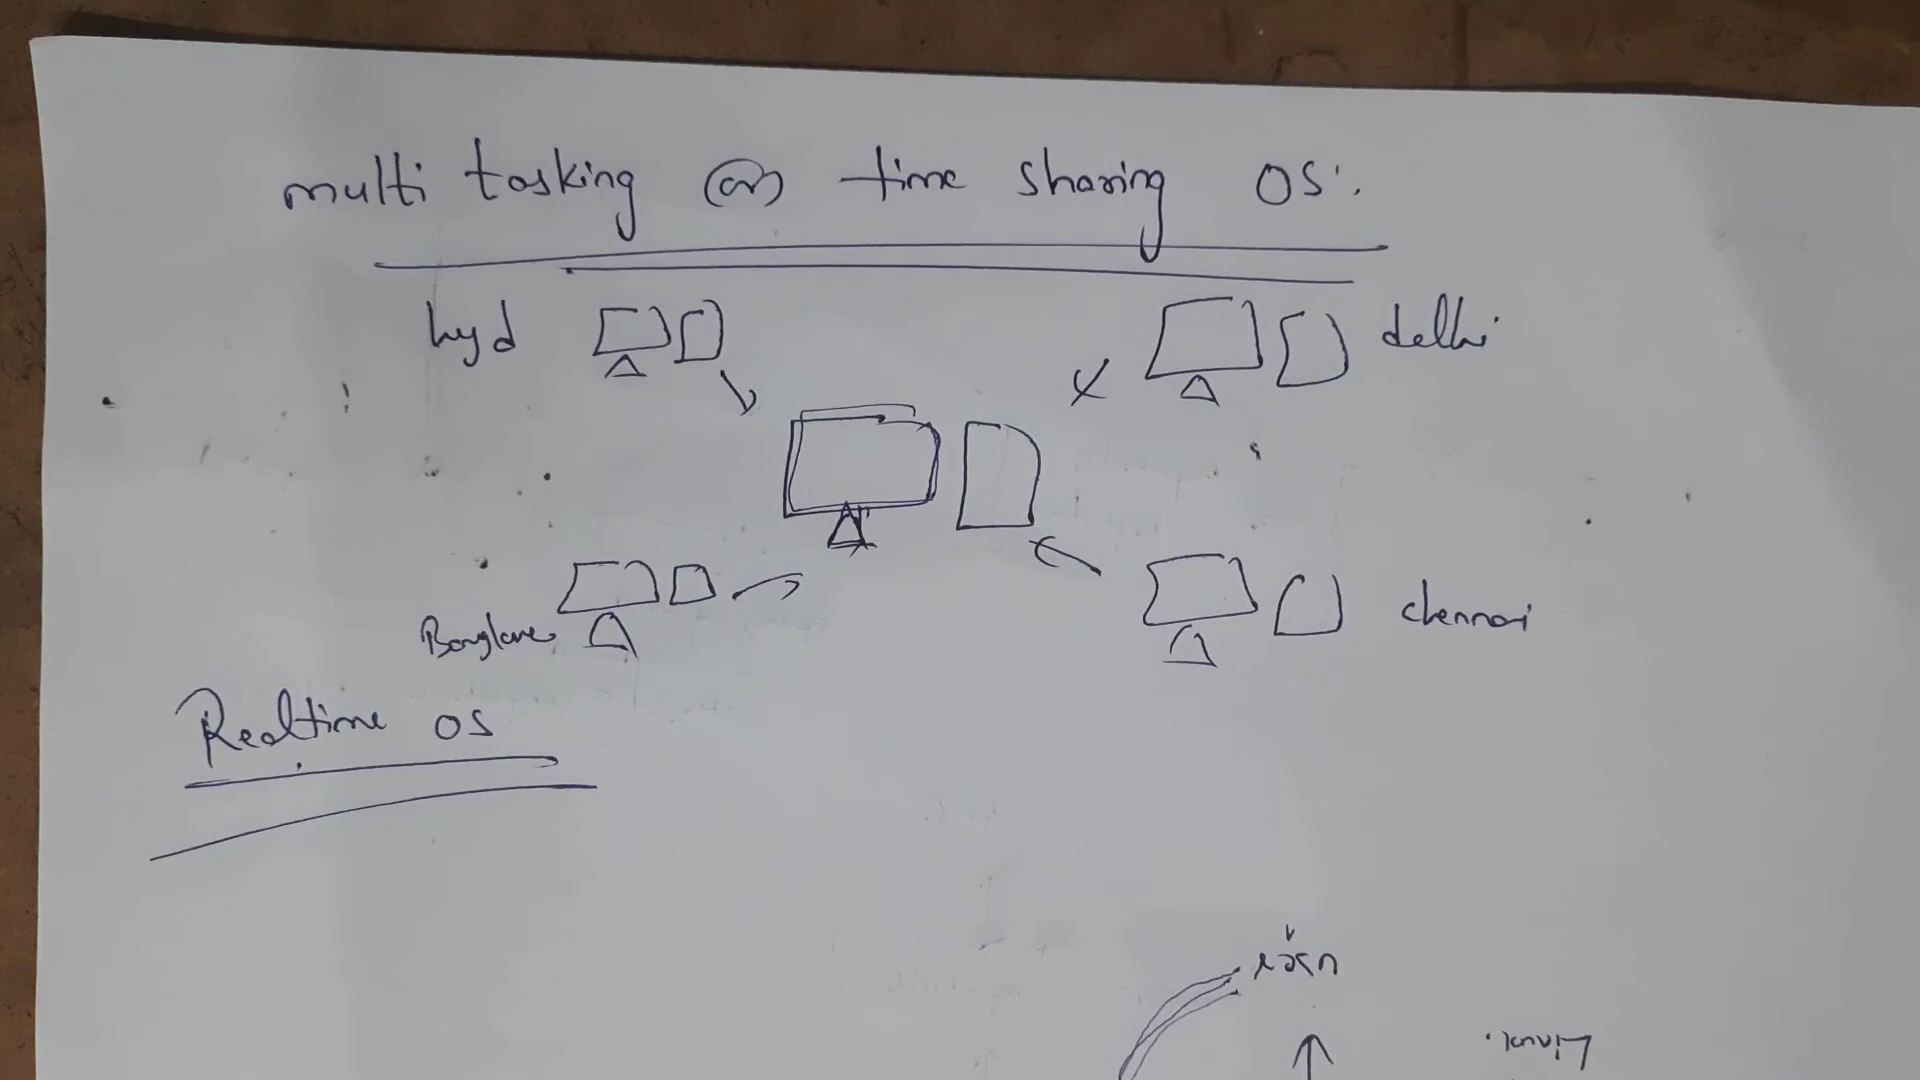 multi tasking (or) time sharing OS:
hyd
delhi
Banglore
chennai
Realtime OS
user
Linux.